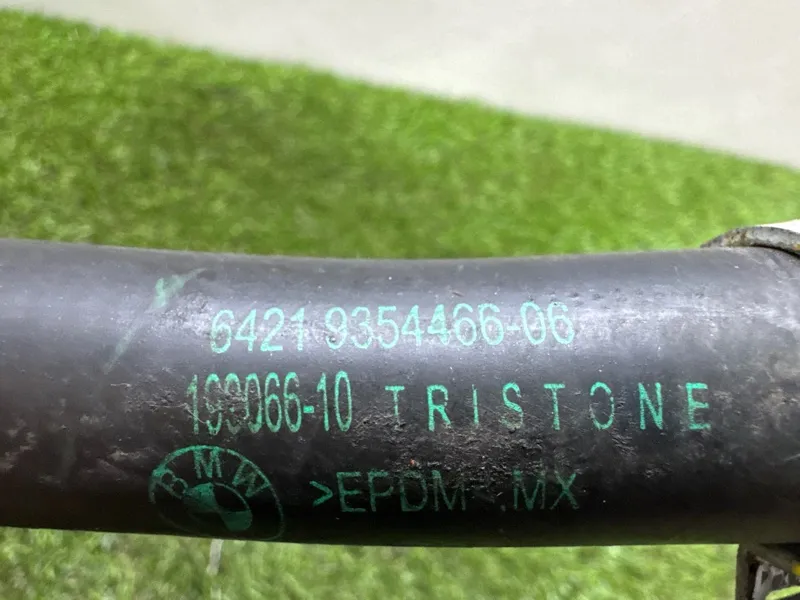 6421 9354466-06
199066-10 TRISTONE
BMW >EPDM MX